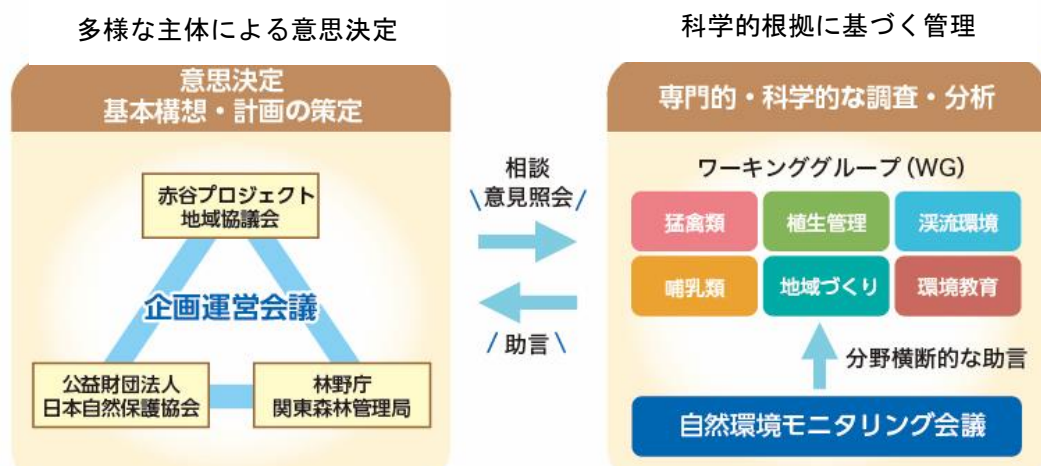 多様な主体による意思決定
意思決定
基本構想・計画の策定
赤谷プロジェクト
地域協議会
企画運営会議
公益財団法人
日本自然保護協会
林野庁
関東森林管理局
相談
\意見照会/
/助言\
科学的根拠に基づく管理
専門的・科学的な調査・分析
ワーキンググループ(WG)
猛禽類
植生管理
渓流環境
哺乳類
地域づくり
環境教育
分野横断的な助言
自然環境モニタリング会議